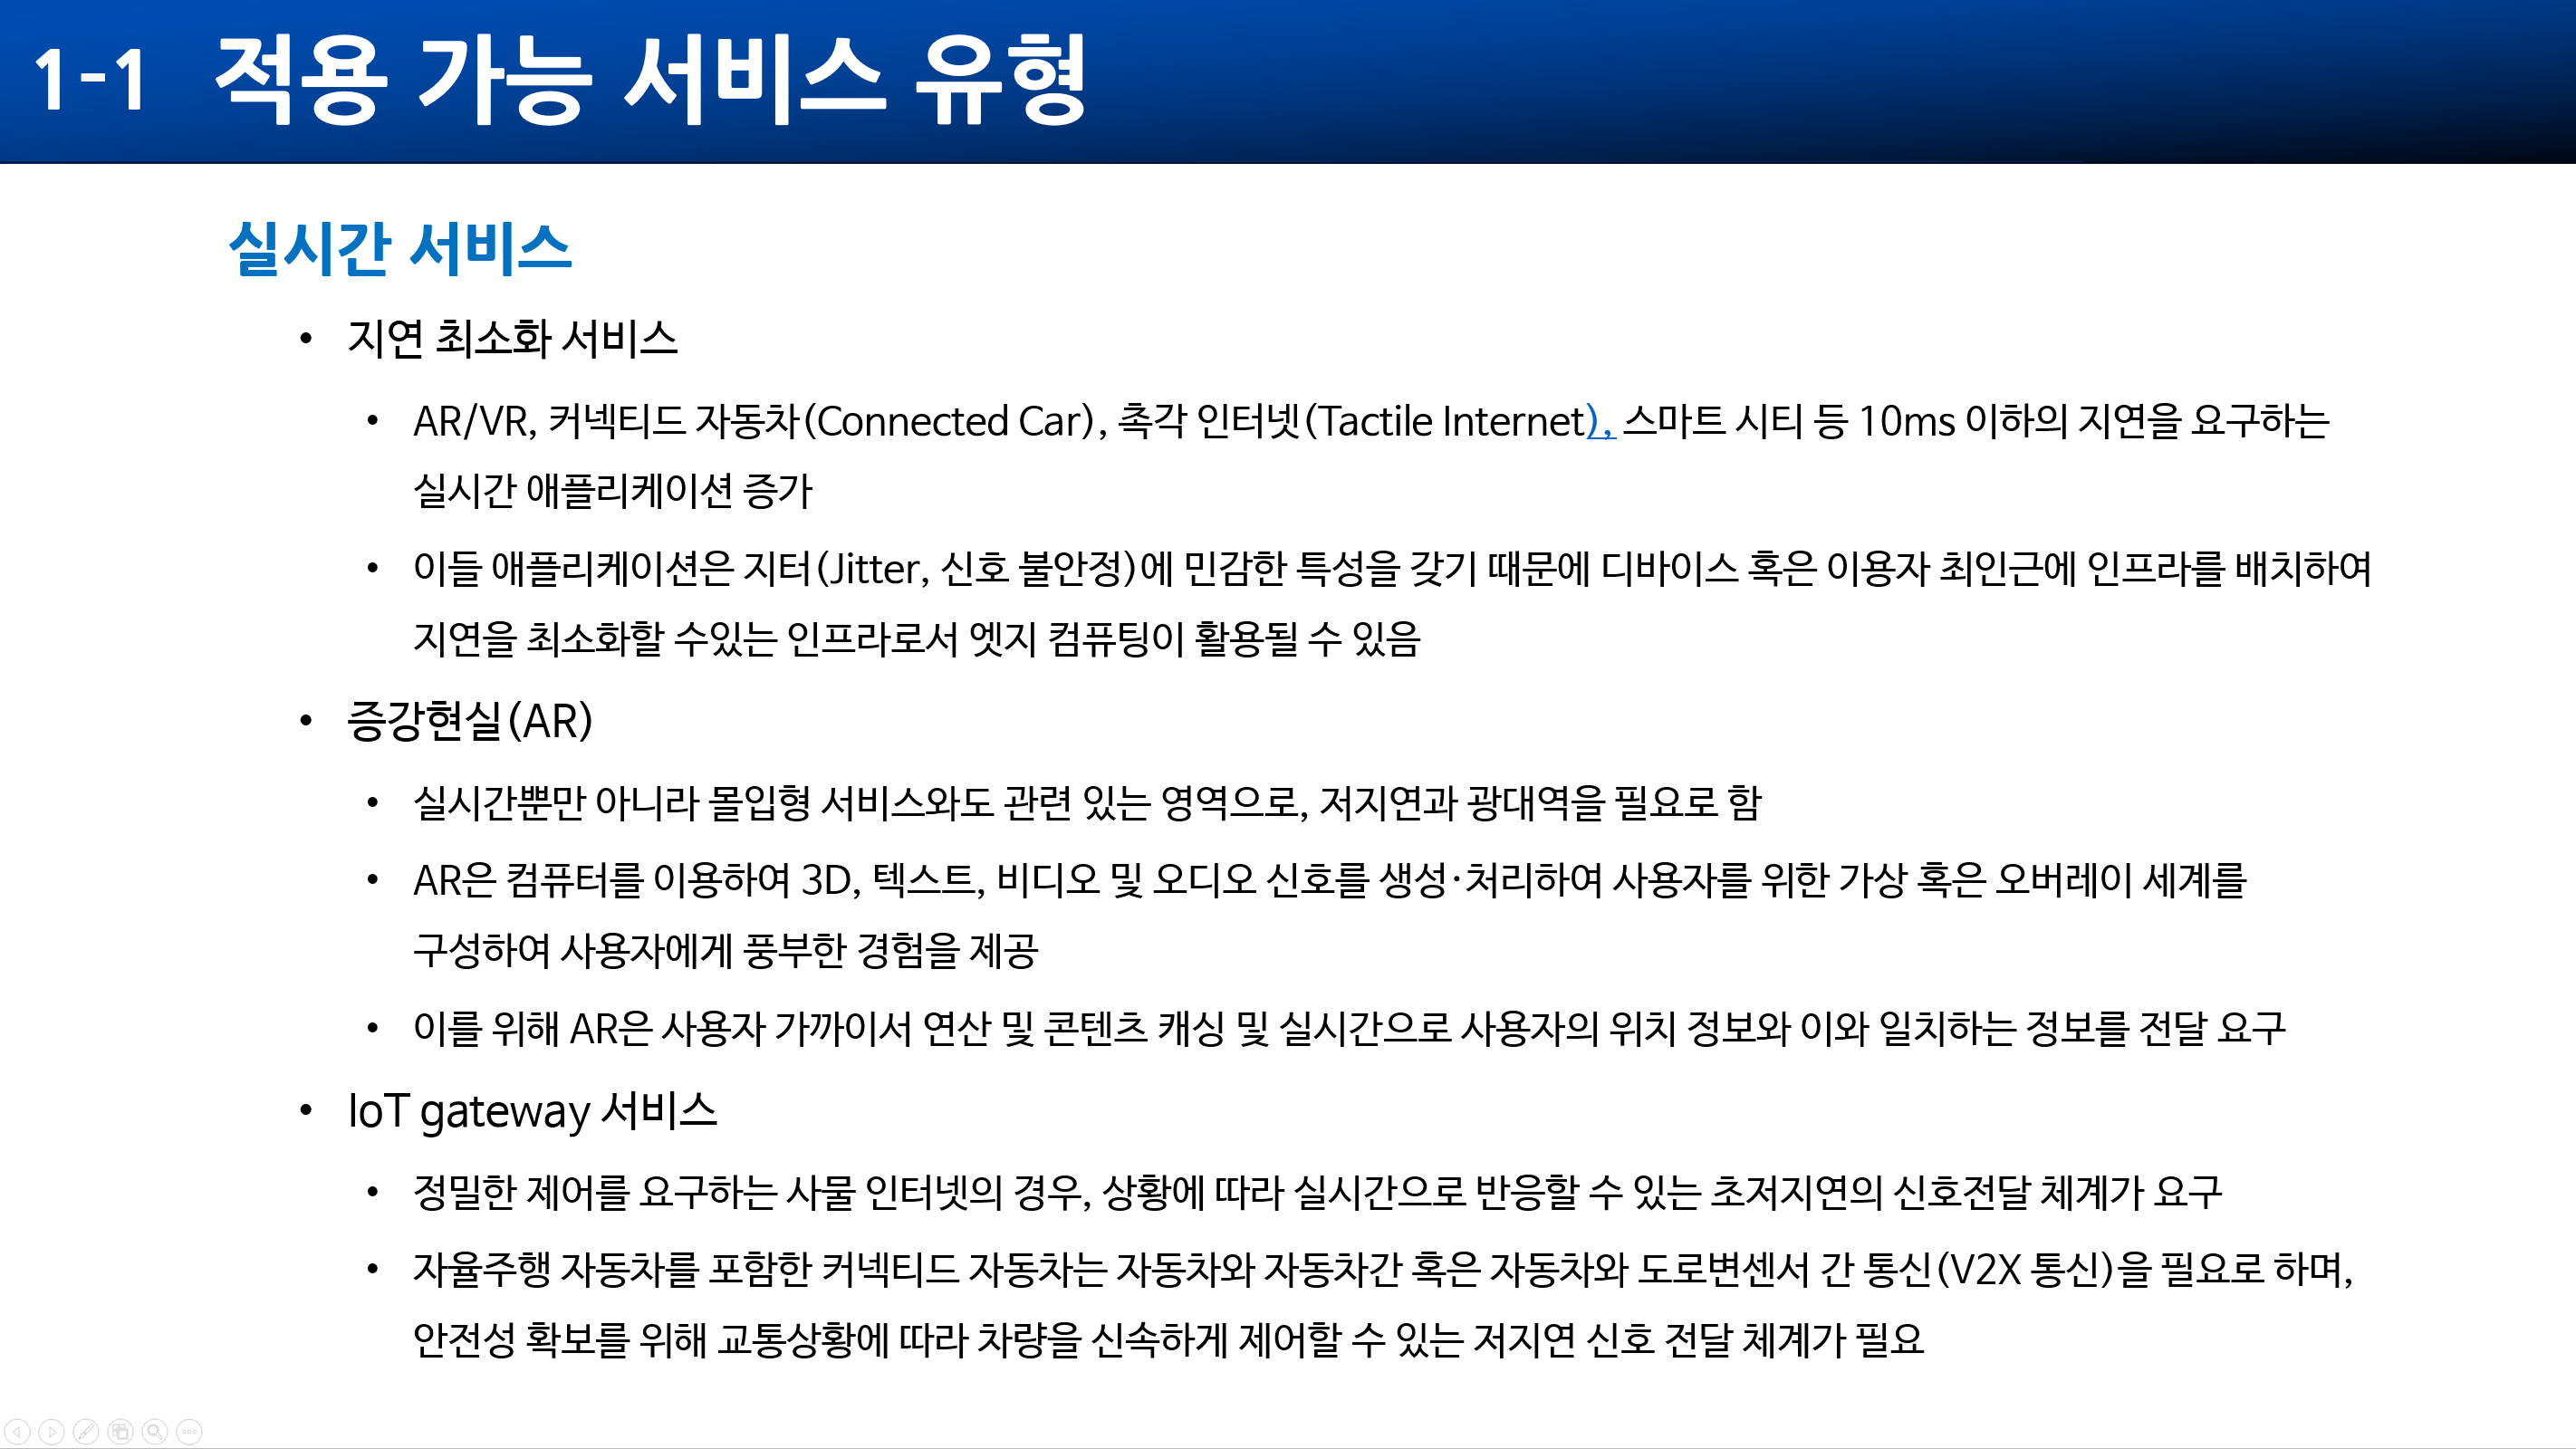 1-1 적용 가능 서비스 유형
실시간 서비스
• 지연 최소화 서비스
• AR/VR, 커넥티드 자동차(Connected Car), 촉각 인터넷(Tactile Internet), 스마트 시티 등 10ms 이하의 지연을 요구하는
실시간 애플리케이션 증가
• 이들 애플리케이션은 지터(Jitter, 신호 불안정)에 민감한 특성을 갖기 때문에 디바이스 혹은 이용자 최인근에 인프라를 배치하여
지연을 최소화할 수있는 인프라로서 엣지 컴퓨팅이 활용될 수 있음
• 증강현실(AR)
• 실시간뿐만 아니라 몰입형 서비스와도 관련 있는 영역으로, 저지연과 광대역을 필요로 함
• AR은 컴퓨터를 이용하여 3D, 텍스트, 비디오 및 오디오 신호를 생성·처리하여 사용자를 위한 가상 혹은 오버레이 세계를
구성하여 사용자에게 풍부한 경험을 제공
• 이를 위해 AR은 사용자 가까이서 연산 및 콘텐츠 캐싱 및 실시간으로 사용자의 위치 정보와 이와 일치하는 정보를 전달 요구
• IoT gateway 서비스
• 정밀한 제어를 요구하는 사물 인터넷의 경우, 상황에 따라 실시간으로 반응할 수 있는 초저지연의 신호전달 체계가 요구
• 자율주행 자동차를 포함한 커넥티드 자동차는 자동차와 자동차간 혹은 자동차와 도로변센서 간 통신(V2X 통신)을 필요로 하며,
안전성 확보를 위해 교통상황에 따라 차량을 신속하게 제어할 수 있는 저지연 신호 전달 체계가 필요